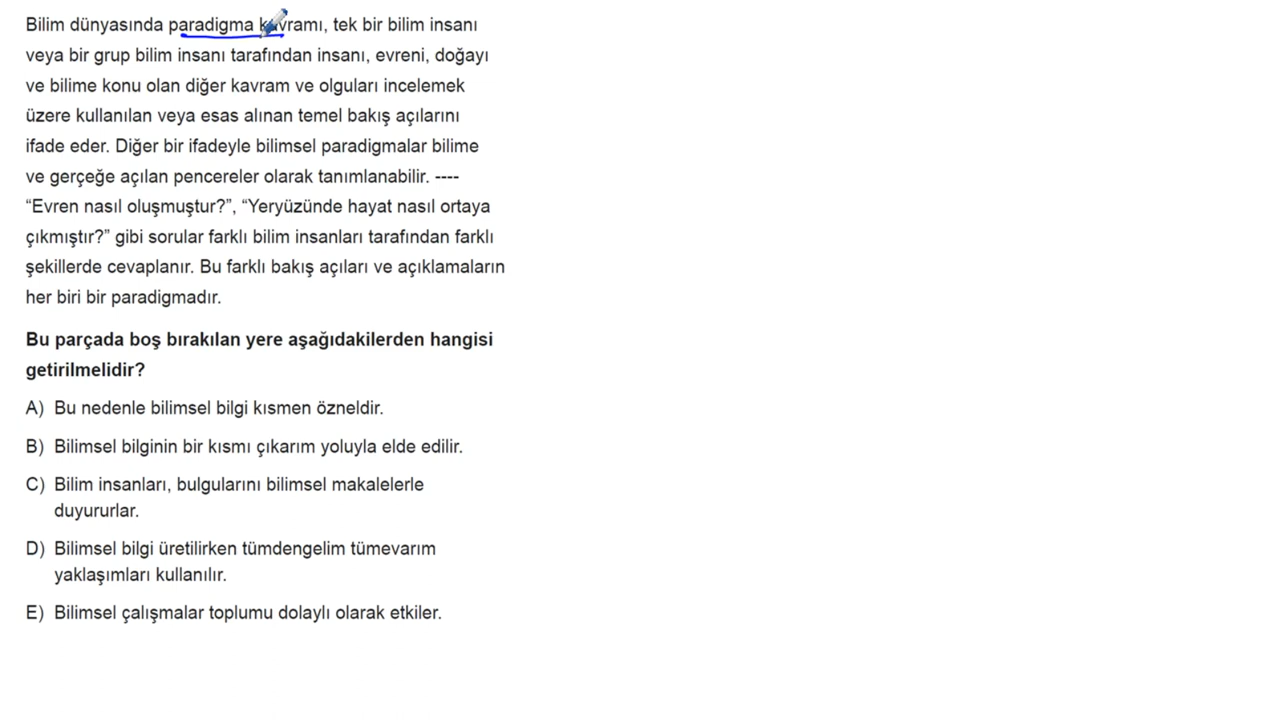 Bilim dünyasında paradigma kavramı, tek bir bilim insanı
veya bir grup bilim insanı tarafından insanı, evreni, doğayı
ve bilime konu olan diğer kavram ve olguları incelemek
üzere kullanılan veya esas alınan temel bakış açılarını
ifade eder. Diğer bir ifadeyle bilimsel paradigmalar bilime
ve gerçeğe açılan pencereler olarak tanımlanabilir. ----
“Evren nasıl oluşmuştur?”, “Yeryüzünde hayat nasıl ortaya
çıkmıştır?” gibi sorular farklı bilim insanları tarafından farklı
şekillerde cevaplanır. Bu farklı bakış açıları ve açıklamaların
her biri bir paradigmadır.
Bu parçada boş bırakılan yere aşağıdakilerden hangisi
getirilmelidir?
A) Bu nedenle bilimsel bilgi kısmen özneldir.
B) Bilimsel bilginin bir kısmı çıkarım yoluyla elde edilir.
C) Bilim insanları, bulgularını bilimsel makalelerle
duyururlar.
D) Bilimsel bilgi üretilirken tümdengelim tümevarım
yaklaşımları kullanılır.
E) Bilimsel çalışmalar toplumu dolaylı olarak etkiler.